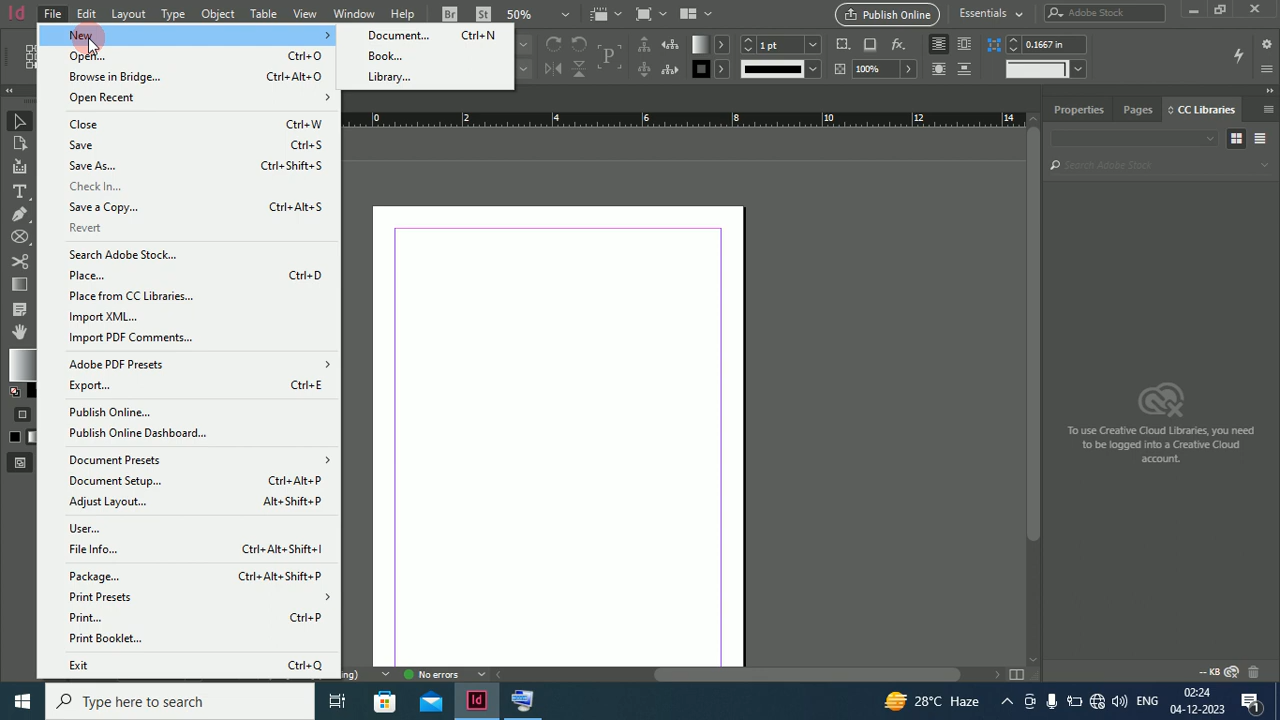 Id File Edit Layout Type Object Table View Window Help Br St 50% Publish Online Essentials Adobe Stock
New
Open... Ctrl+O
Browse in Bridge... Ctrl+Alt+O
Open Recent
Close Ctrl+W
Save Ctrl+S
Save As... Ctrl+Shift+S
Check In...
Save a Copy... Ctrl+Alt+S
Revert
Search Adobe Stock...
Place... Ctrl+D
Place from CC Libraries...
Import XML...
Import PDF Comments...
Adobe PDF Presets
Export... Ctrl+E
Publish Online...
Publish Online Dashboard...
Document Presets
Document Setup... Ctrl+Alt+P
Adjust Layout... Alt+Shift+P
User...
File Info... Ctrl+Alt+Shift+I
Package... Ctrl+Alt+Shift+P
Print Presets
Print... Ctrl+P
Print Booklet...
Exit Ctrl+Q
Document... Ctrl+N
Book...
Library...
1 pt 0.1667 in
100%
Properties Pages CC Libraries
Search Adobe Stock
0 2 4 6 8 10 12 14
To use Creative Cloud Libraries, you need
to be logged into a Creative Cloud
account.
No errors
-- KB
Type here to search
Id
28°C Haze
ENG
02:24
04-12-2023
1